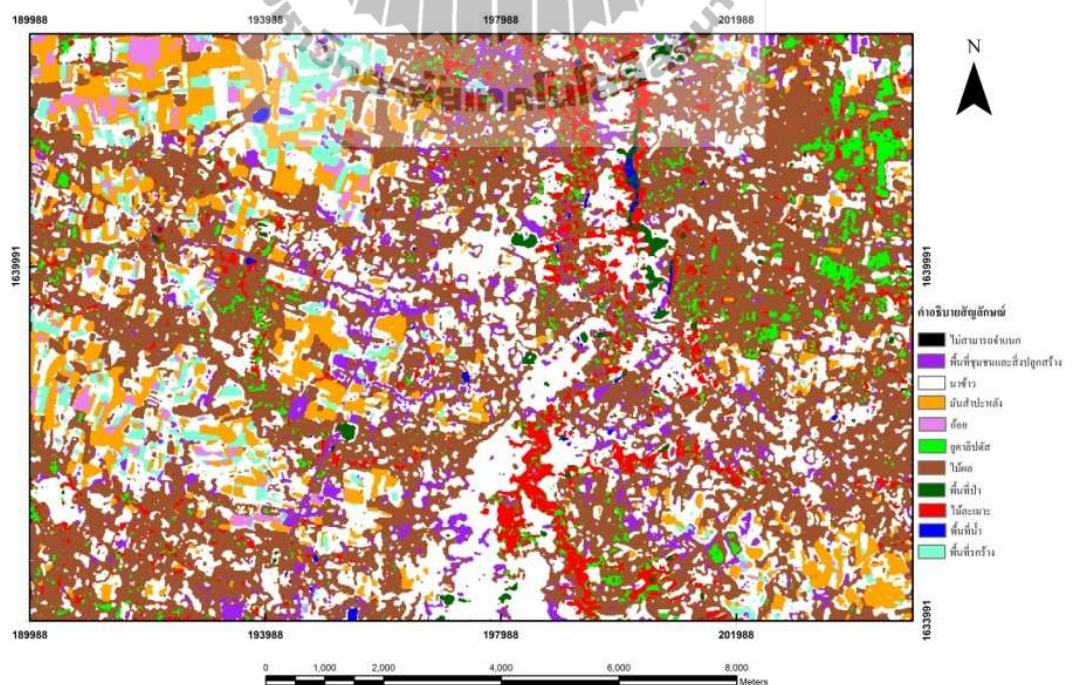 189988 193988 197988 201988
N
1639991 1639991
คำอธิบายสัญลักษณ์
ไม่สามารถจำแนก
พื้นที่ชุมชนและสิ่งปลูกสร้าง
นาข้าว
มันสำปะหลัง
อ้อย
ยูคาลิปตัส
ไม้ผล
พื้นที่ป่า
ไม้ละเมาะ
พื้นที่น้ำ
พื้นที่รกร้าง
1633991
189988 193988 197988 201988
0 1,000 2,000 4,000 6,000 8,000
Meters